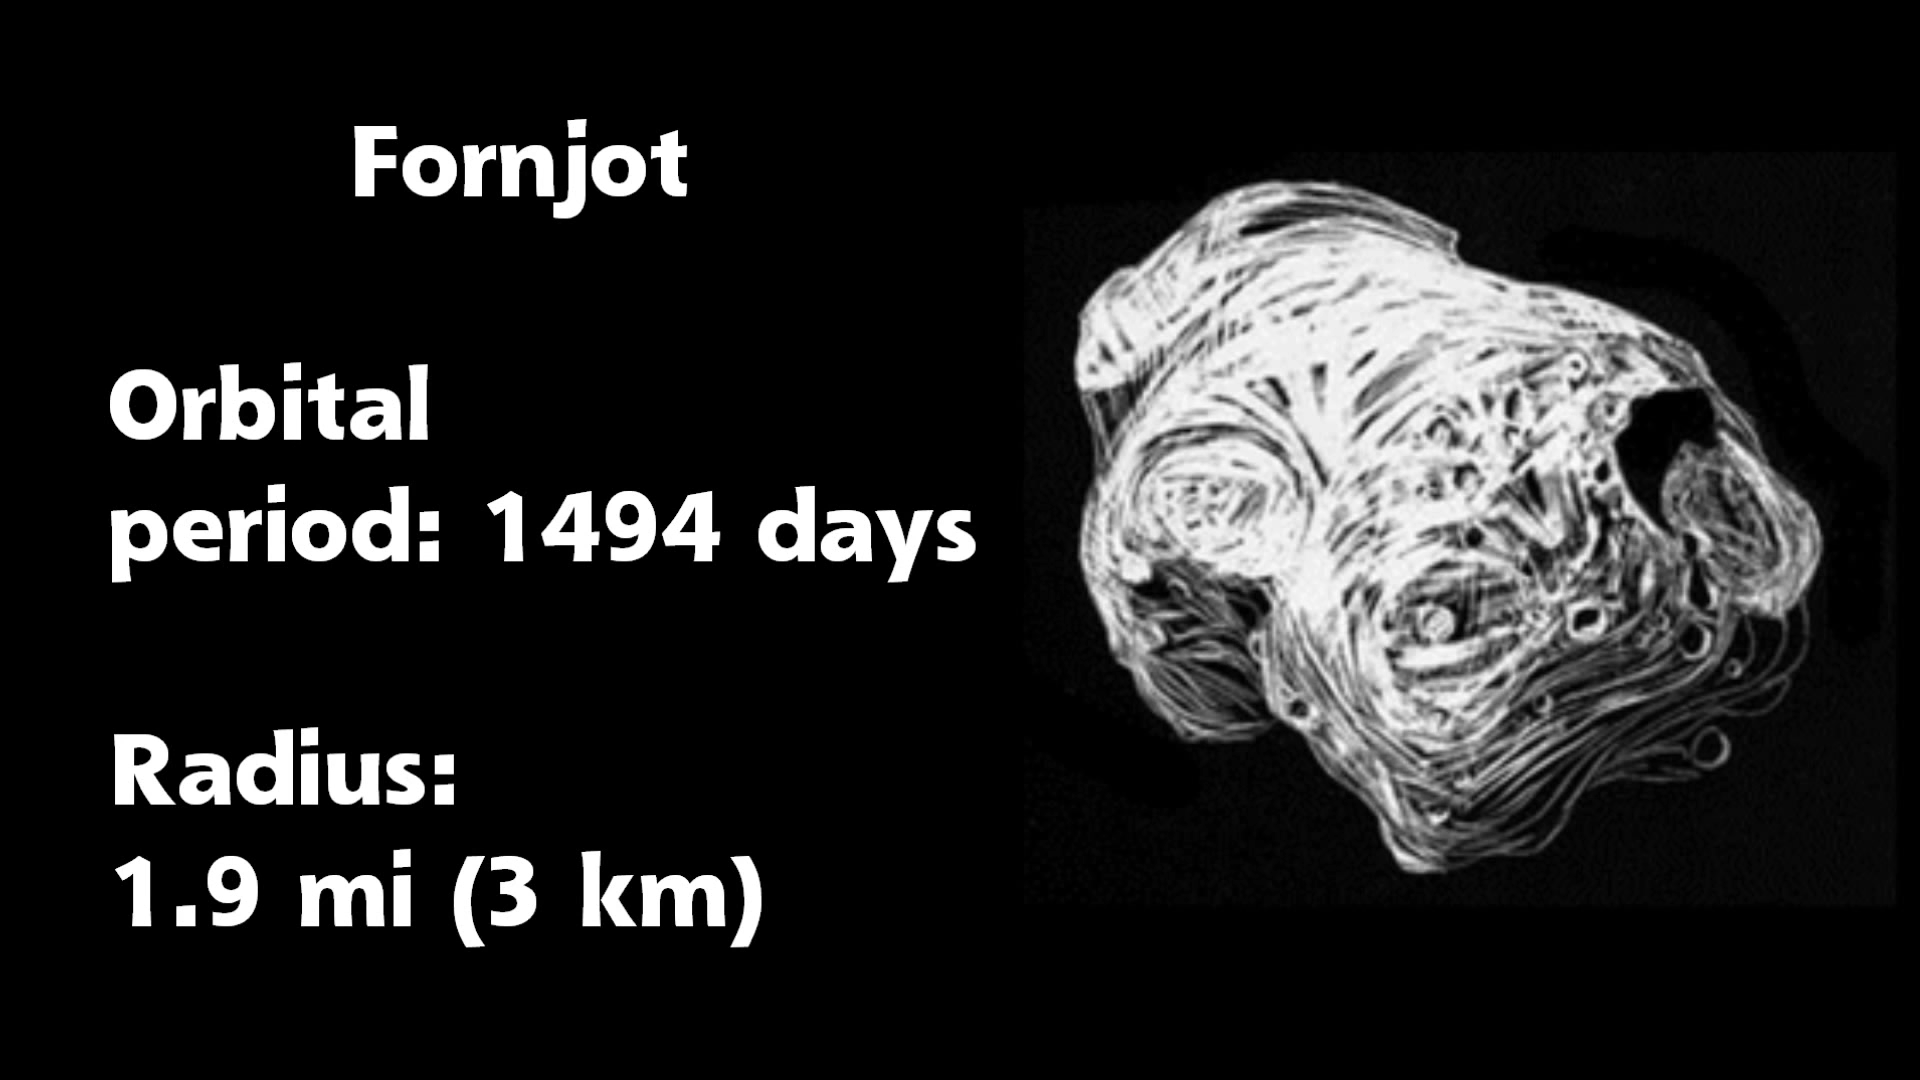 Fornjot
Orbital
period: 1494 days
Radius:
1.9 mi (3 km)